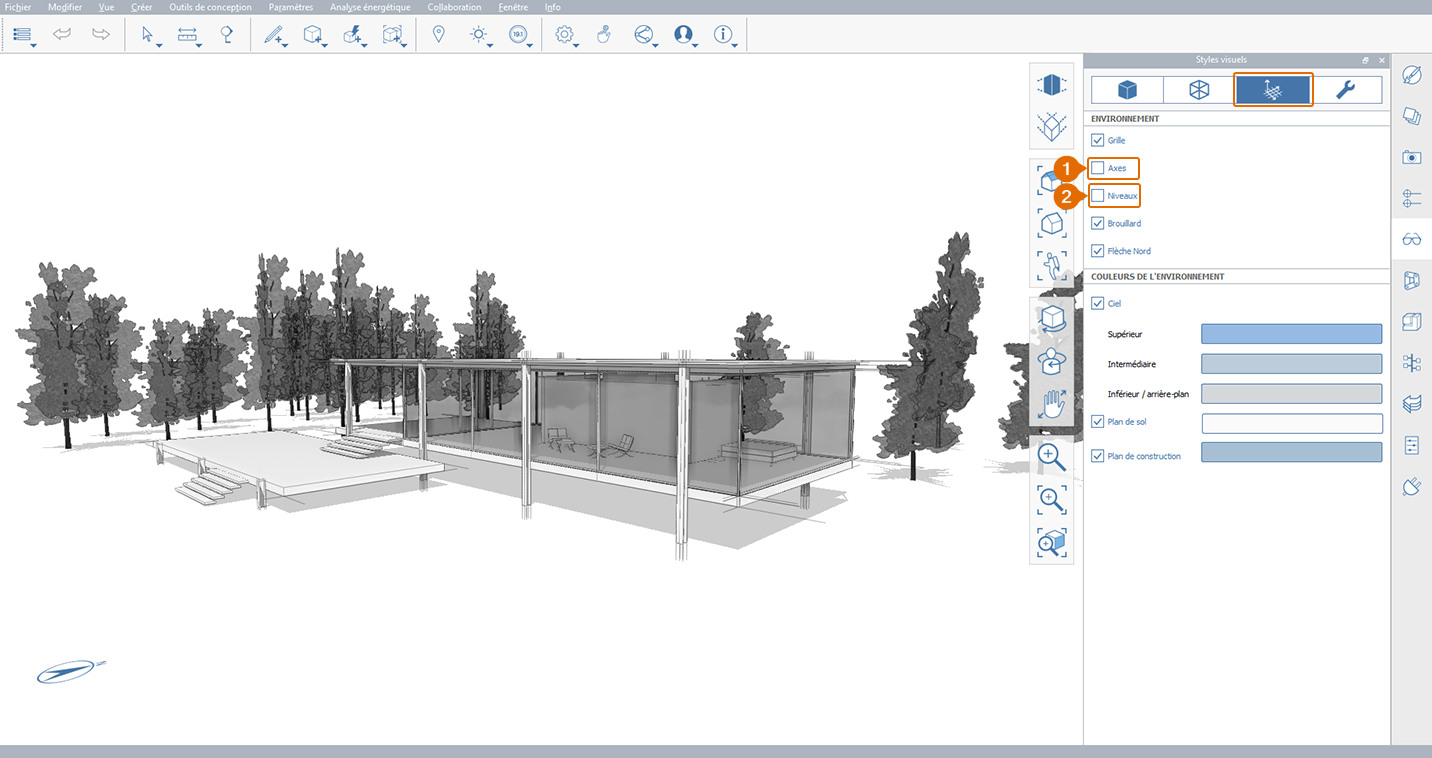 Fichier Modifier Vue Créer Outils de conception Paramètres Analyse énergétique Collaboration Fenêtre Info
19.1
Styles visuels
ENVIRONNEMENT
Grille
1 Axes
2 Niveaux
Brouillard
Flèche Nord
COULEURS DE L'ENVIRONNEMENT
Ciel
Supérieur
Intermédiaire
Inférieur / arrière-plan
Plan de sol
Plan de construction